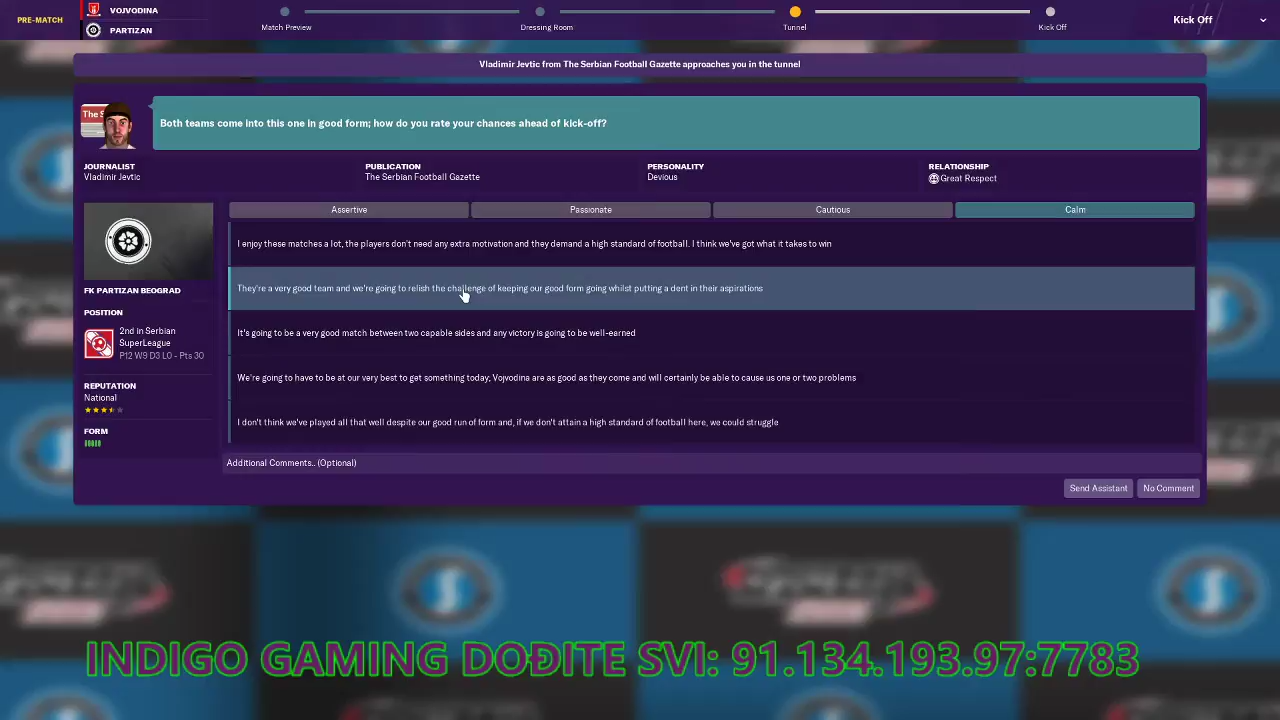 PRE-MATCH
VOJVODINA
PARTIZAN
Match Preview
Dressing Room
Tunnel
Kick Off
Kick Off
Vladimir Jevtic from The Serbian Football Gazette approaches you in the tunnel
The S
Both teams come into this one in good form; how do you rate your chances ahead of kick-off?
JOURNALIST
Vladimir Jevtic
PUBLICATION
The Serbian Football Gazette
PERSONALITY
Devious
RELATIONSHIP
Great Respect
Assertive
Passionate
Cautious
Calm
FK PARTIZAN BEOGRAD
POSITION
2nd in Serbian
SuperLeague
P12 W9 D3 L0 - Pts 30
REPUTATION
National
FORM
I enjoy these matches a lot, the players don't need any extra motivation and they demand a high standard of football. I think we've got what it takes to win
They're a very good team and we're going to relish the challenge of keeping our good form going whilst putting a dent in their aspirations
It's going to be a very good match between two capable sides and any victory is going to be well-earned
We're going to have to be at our very best to get something today; Vojvodina are as good as they come and will certainly be able to cause us one or two problems
I don't think we've played all that well despite our good run of form and, if we don't attain a high standard of football here, we could struggle
Additional Comments.. (Optional)
Send Assistant
No Comment
INDIGO GAMING DOĐITE SVI: 91.134.193.97:7783